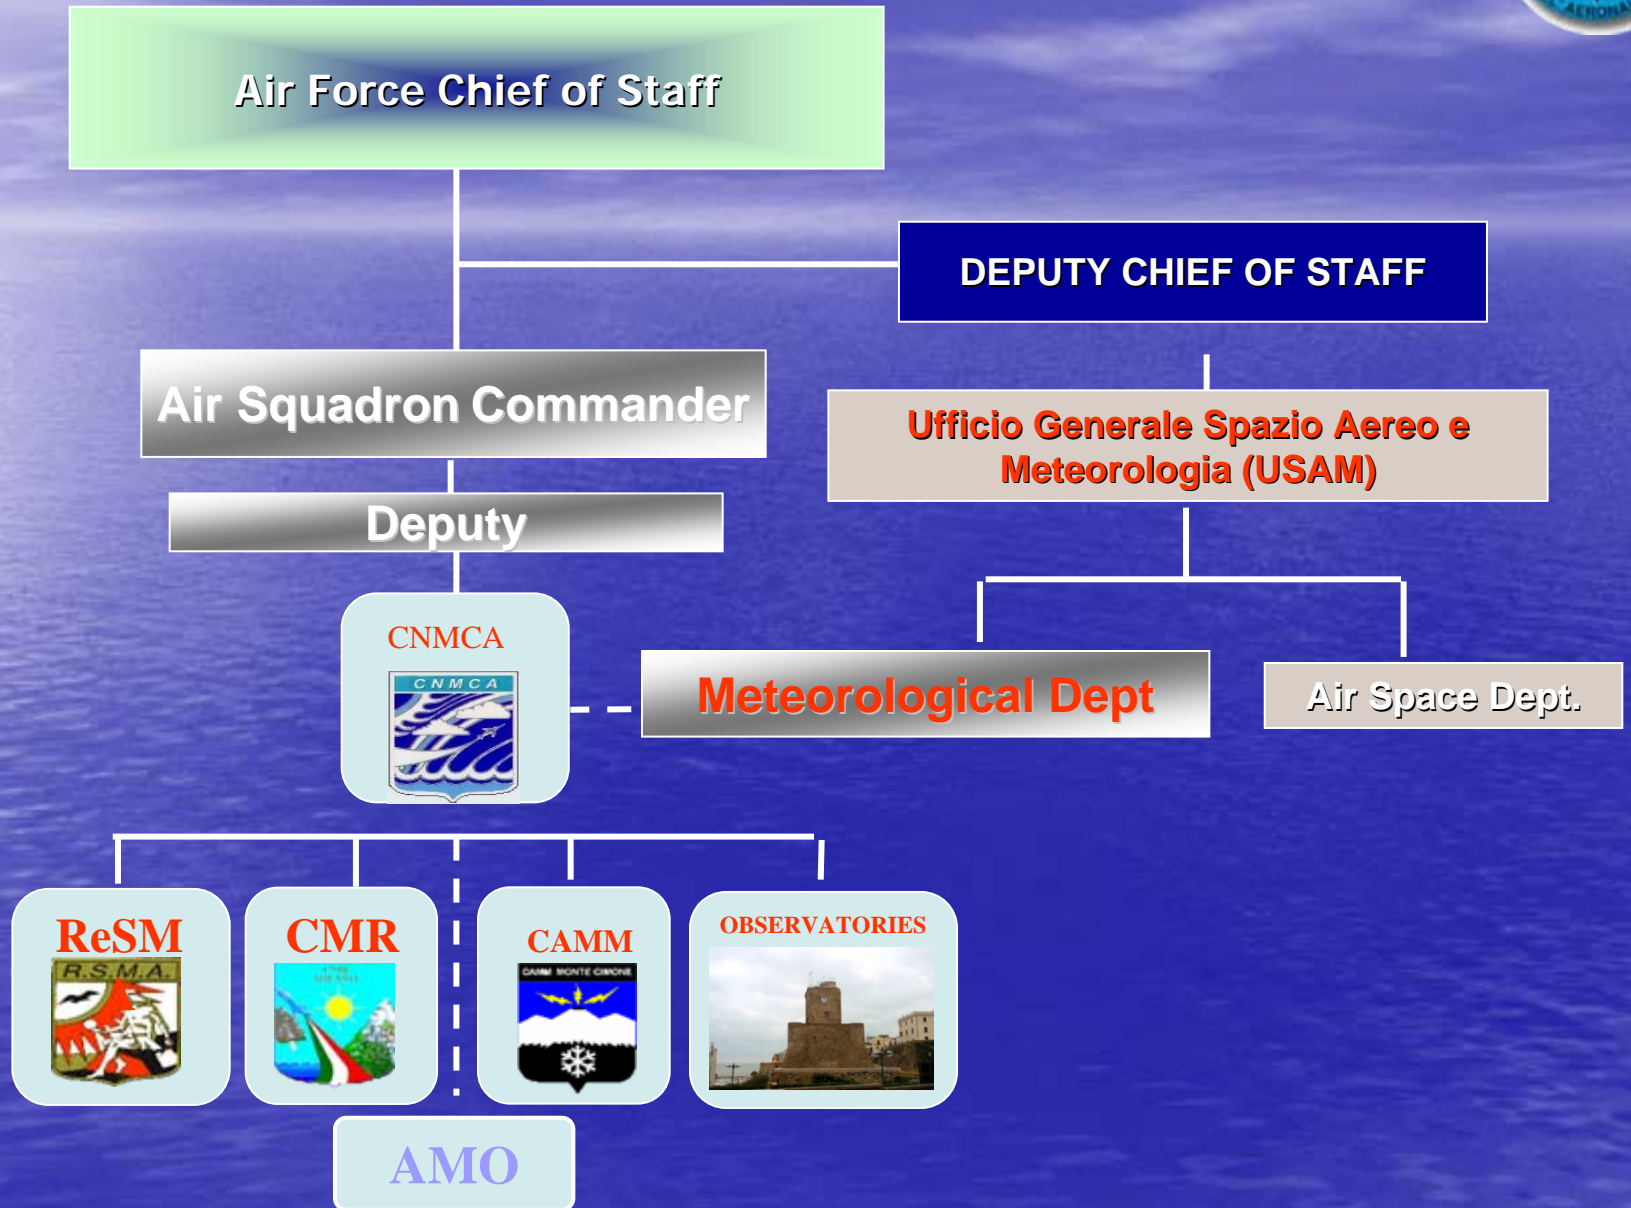 AERONA
Air Force Chief of Staff
DEPUTY CHIEF OF STAFF
Air Squadron Commander
Ufficio Generale Spazio Aereo e
Meteorologia (USAM)
Deputy
CNMCA
CNMCA
Meteorological Dept
Air Space Dept.
ReSM
R.S.M.A.
CMR
CAMM
CAMM MONTE CIMONE
OBSERVATORIES
AMO